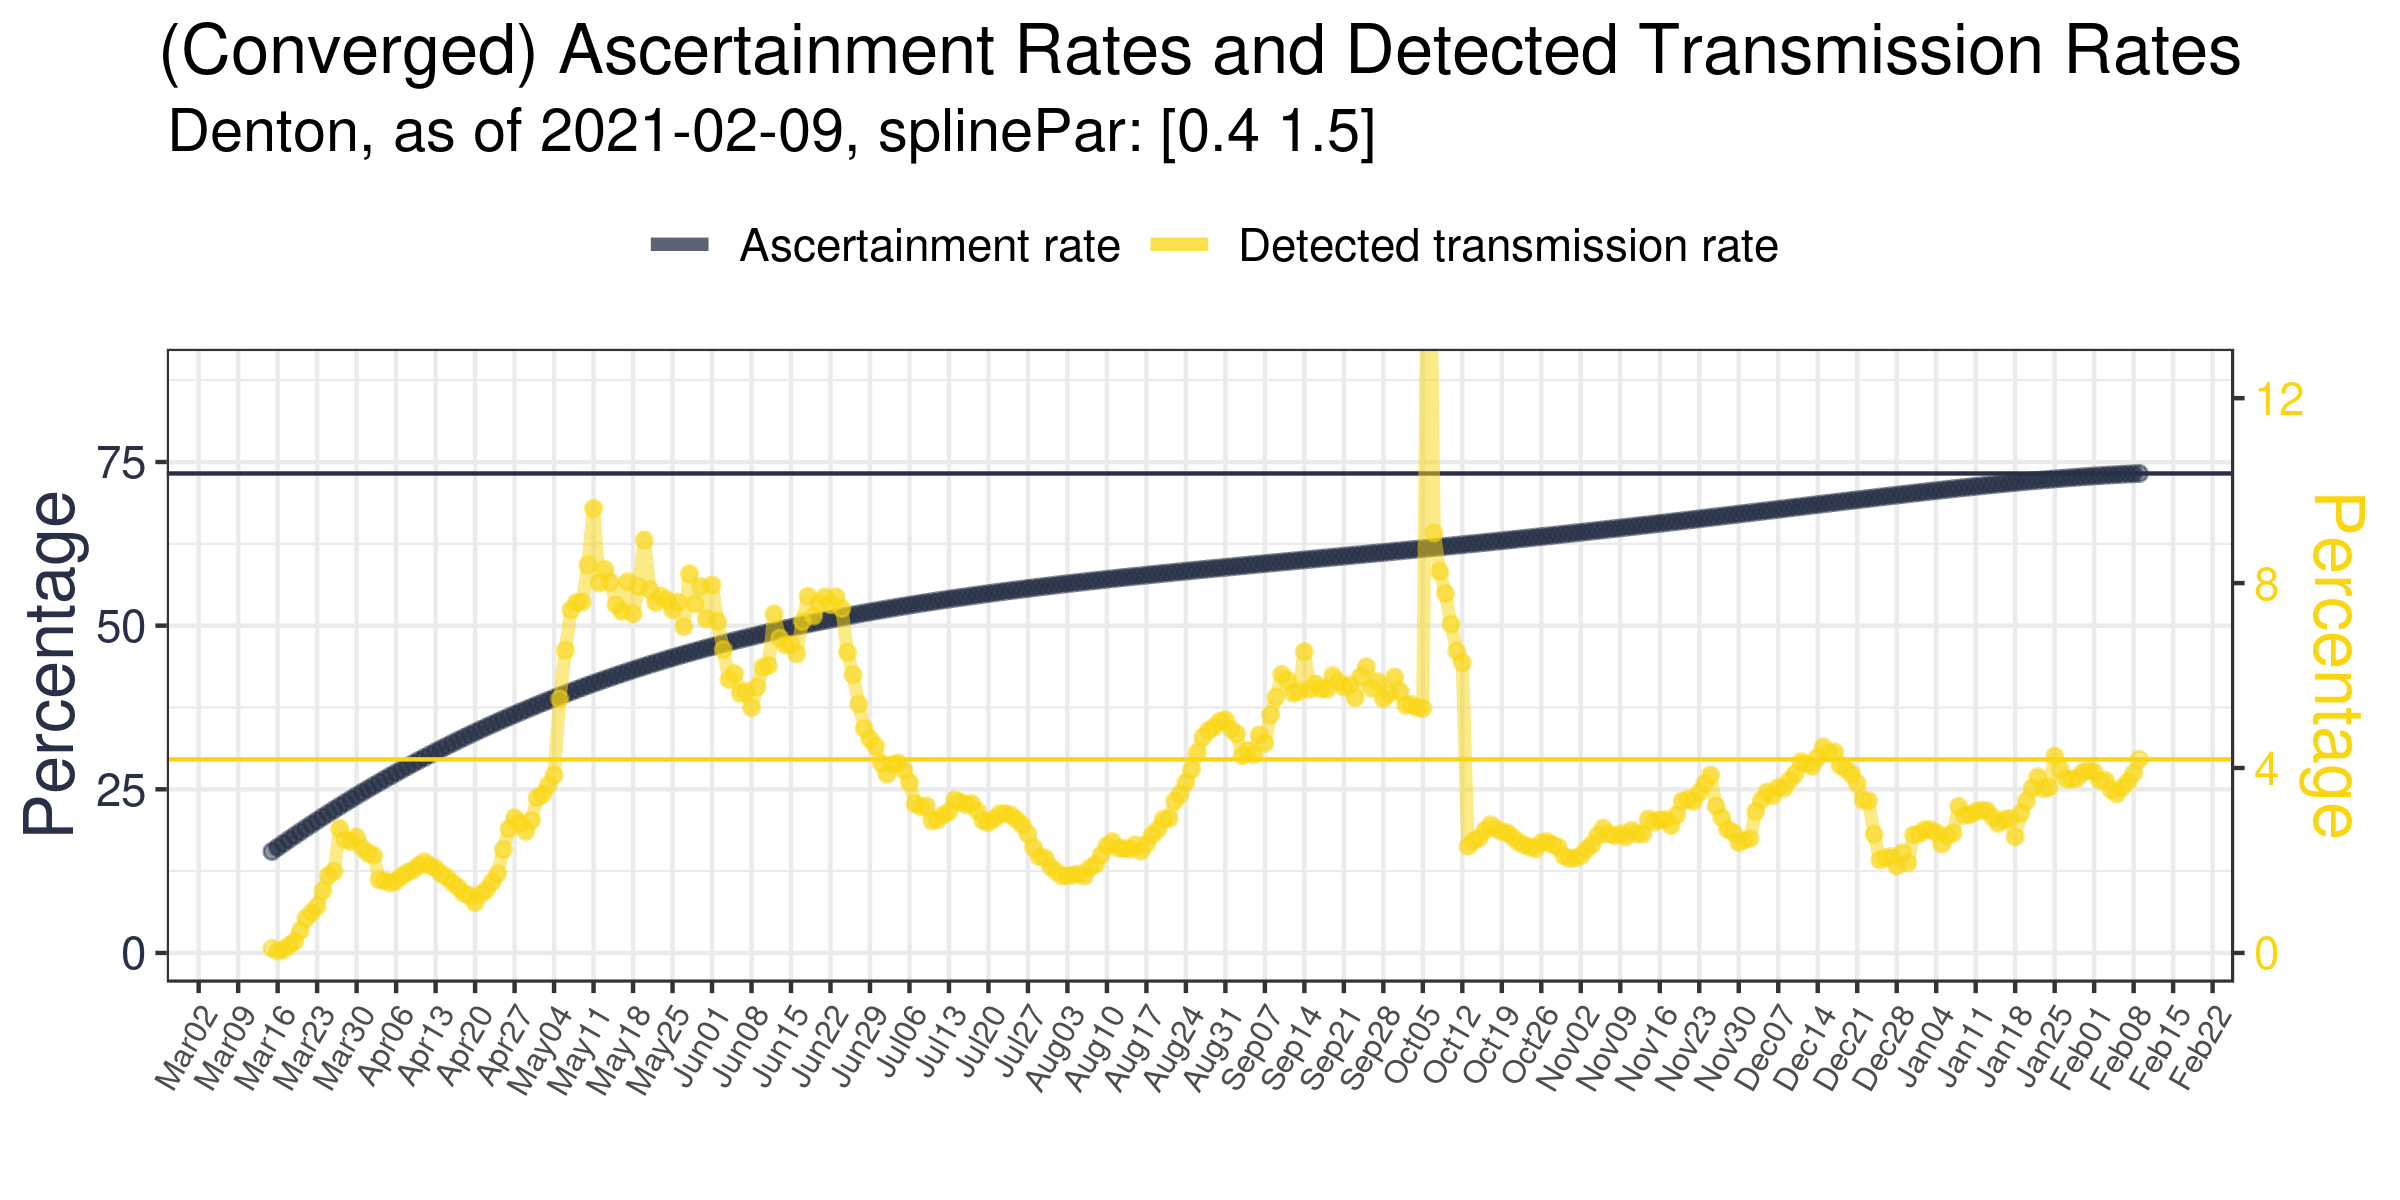 (Converged) Ascertainment Rates and Detected Transmission Rates
Denton, as of 2021-02-09, splinePar: [0.4 1.5]
Ascertainment rate
Detected transmission rate
Percentage
75
50
25
0
12
8
4
0
Percentage
Mar02
Mar09
Mar16
Mar23
Mar30
Apr06
Apr13
Apr20
Apr27
May04
May11
May18
May25
Jun01
Jun08
Jun15
Jun22
Jun29
Jul06
Jul13
Jul20
Jul27
Aug03
Aug10
Aug17
Aug24
Aug31
Sep07
Sep14
Sep21
Sep28
Oct05
Oct12
Oct19
Oct26
Nov02
Nov09
Nov16
Nov23
Nov30
Dec07
Dec14
Dec21
Dec28
Jan04
Jan11
Jan18
Jan25
Feb01
Feb08
Feb15
Feb22